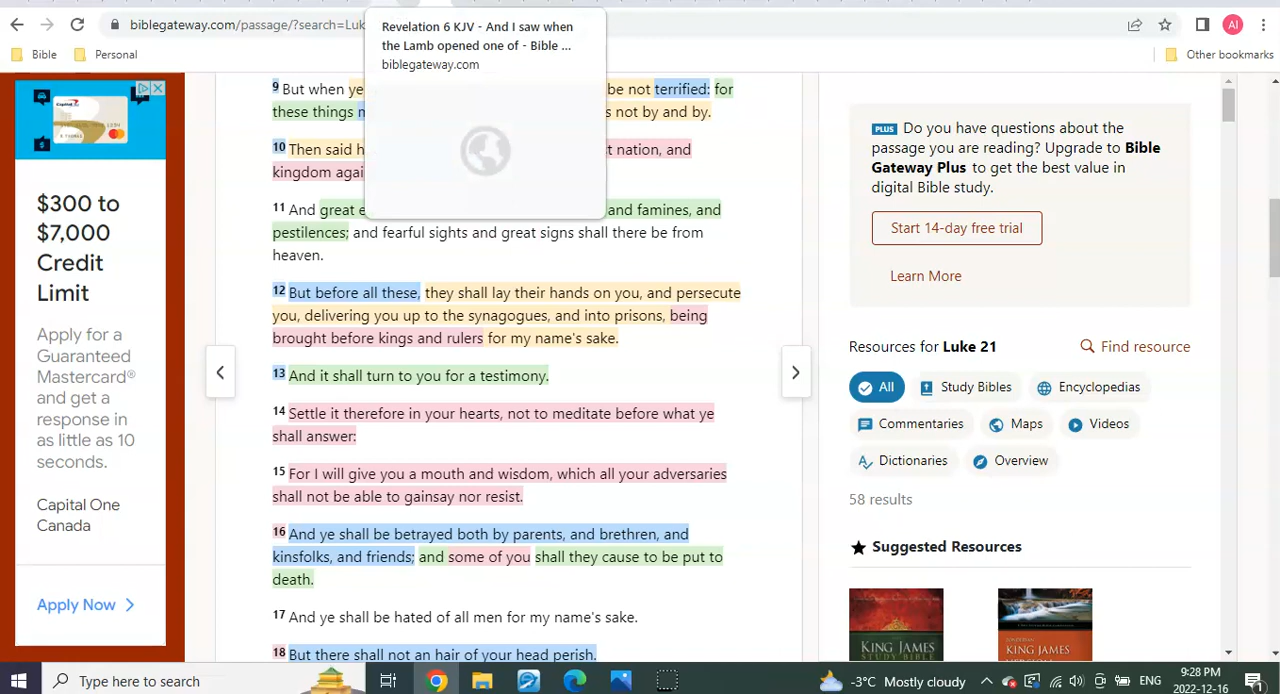 biblegateway.com/passage/?search=Luk
AI
Bible
Personal
Other bookmarks
Revelation 6 KJV - And I saw when
the Lamb opened one of - Bible ...
biblegateway.com
$300 to
$7,000
Credit
Limit
Apply for a
Guaranteed
Mastercard®
and get a
response in
as little as 10
seconds.
Capital One
Canada
Apply Now
9 But when ye be not terrified: for
these things s not by and by.
10 Then said h t nation, and
kingdom agai
11 And great e and famines, and
pestilences; and fearful sights and great signs shall there be from
heaven.
12 But before all these, they shall lay their hands on you, and persecute
you, delivering you up to the synagogues, and into prisons, being
brought before kings and rulers for my name's sake.
13 And it shall turn to you for a testimony.
14 Settle it therefore in your hearts, not to meditate before what ye
shall answer:
15 For I will give you a mouth and wisdom, which all your adversaries
shall not be able to gainsay nor resist.
16 And ye shall be betrayed both by parents, and brethren, and
kinsfolks, and friends; and some of you shall they cause to be put to
death.
17 And ye shall be hated of all men for my name's sake.
18 But there shall not an hair of your head perish.
PLUS Do you have questions about the
passage you are reading? Upgrade to Bible
Gateway Plus to get the best value in
digital Bible study.
Start 14-day free trial
Learn More
Resources for Luke 21 Find resource
All Study Bibles Encyclopedias
Commentaries Maps Videos
Dictionaries Overview
58 results
Suggested Resources
KING JAMES
STUDY BIBLE
KING JAMES
Type here to search
-3°C Mostly cloudy
ENG
9:28 PM
2022-12-16
1